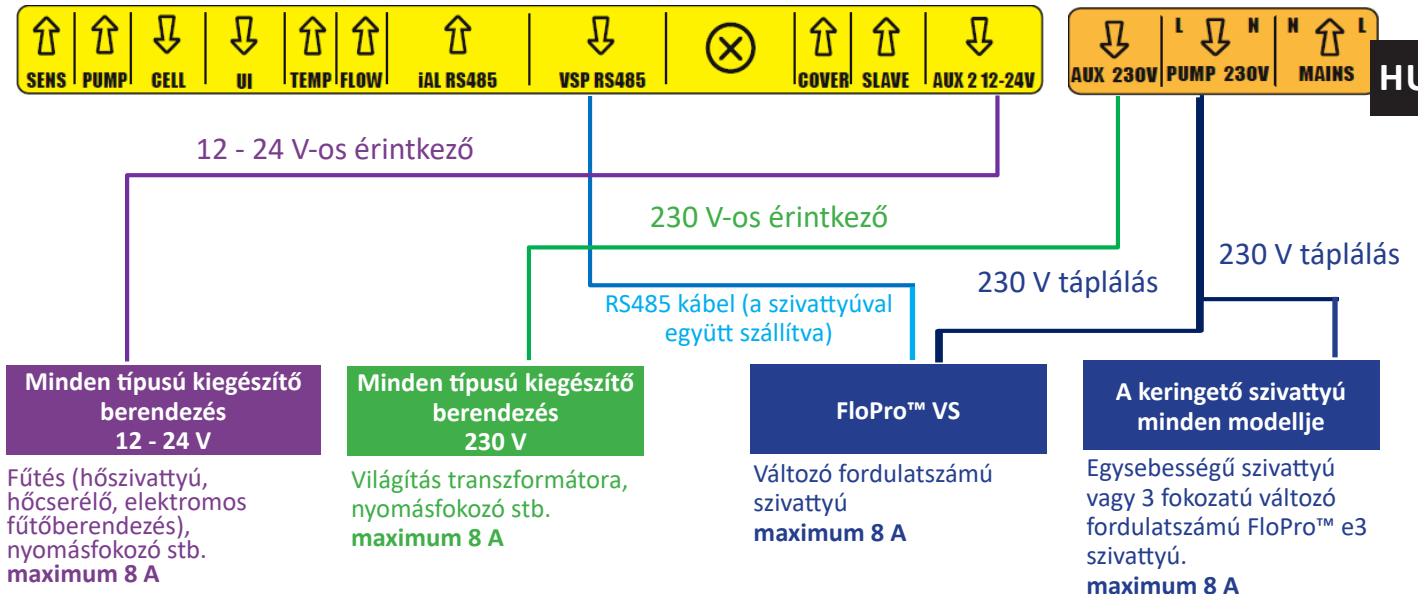 SENS PUMP CELL UI TEMP FLOW iAL RS485 VSP RS485 COVER SLAVE AUX 2 12-24V
L N N L
AUX 230V PUMP 230V MAINS
HU
12 - 24 V-os érintkező
230 V-os érintkező
230 V táplálás
230 V táplálás
RS485 kábel (a szivattyúval
együtt szállítva)
Minden típusú kiegészítő
berendezés
12 - 24 V
Fűtés (hőszivattyú,
hőcserélő, elektromos
fűtőberendezés),
nyomásfokozó stb.
maximum 8 A
Minden típusú kiegészítő
berendezés
230 V
Világítás transzformátora,
nyomásfokozó stb.
maximum 8 A
FloPro™ VS
Változó fordulatszámú
szivattyú
maximum 8 A
A keringető szivattyú
minden modellje
Egysebességű szivattyú
vagy 3 fokozatú változó
fordulatszámú FloPro™ e3
szivattyú.
maximum 8 A